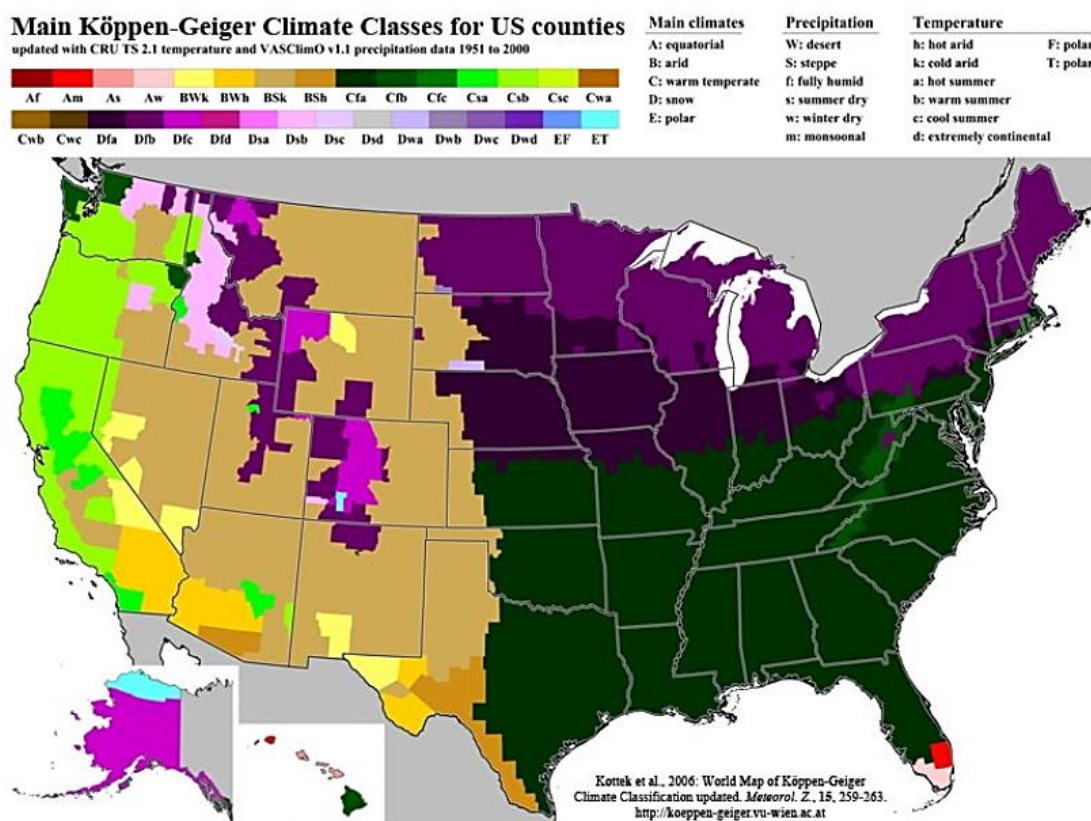 Main Köppen-Geiger Climate Classes for US counties
updated with CRU TS 2.1 temperature and VASClimO v1.1 precipitation data 1951 to 2000
Af Am As Aw BWk BWh BSk BSh Cfa Cfb Cfc Csa Csb Csc Cwa
Cwb Cwc Dfa Dfb Dfc Dfd Dsa Dsb Dsc Dsd Dwa Dwb Dwc Dwd EF ET
Main climates
A: equatorial
B: arid
C: warm temperate
D: snow
E: polar
Precipitation
W: desert
S: steppe
f: fully humid
s: summer dry
w: winter dry
m: monsoonal
Temperature
h: hot arid F: polar
k: cold arid T: polar
a: hot summer
b: warm summer
c: cool summer
d: extremely continental
Kottek et al., 2006: World Map of Köppen-Geiger
Climate Classification updated. Meteorol. Z., 15, 259-263.
http://koeppen-geiger.vu-wien.ac.at